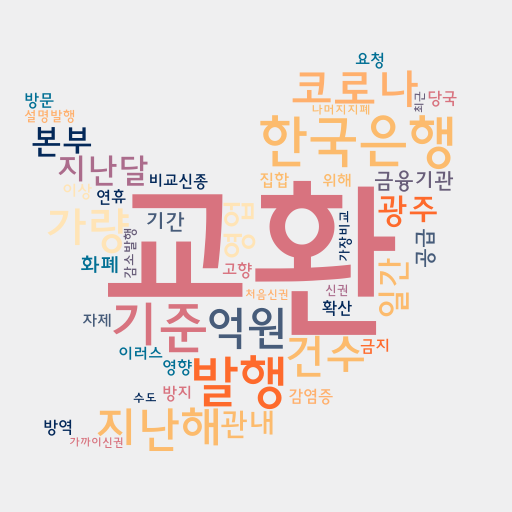 요청
코로나
최근
당국
나머지지폐
방문
설명발행
한국은행
본부
지난달
비교신종
집합
위해
금융기관
이상
연휴
교환
광주
가량
기간
영업
가장비교
공급
감소발행
화폐
고향
일간
처음신권
신권
확산
자제
기준
억원
건수
금지
이러스
영향
발행
방지
수도
감염증
지난해
관내
방역
가까이신권